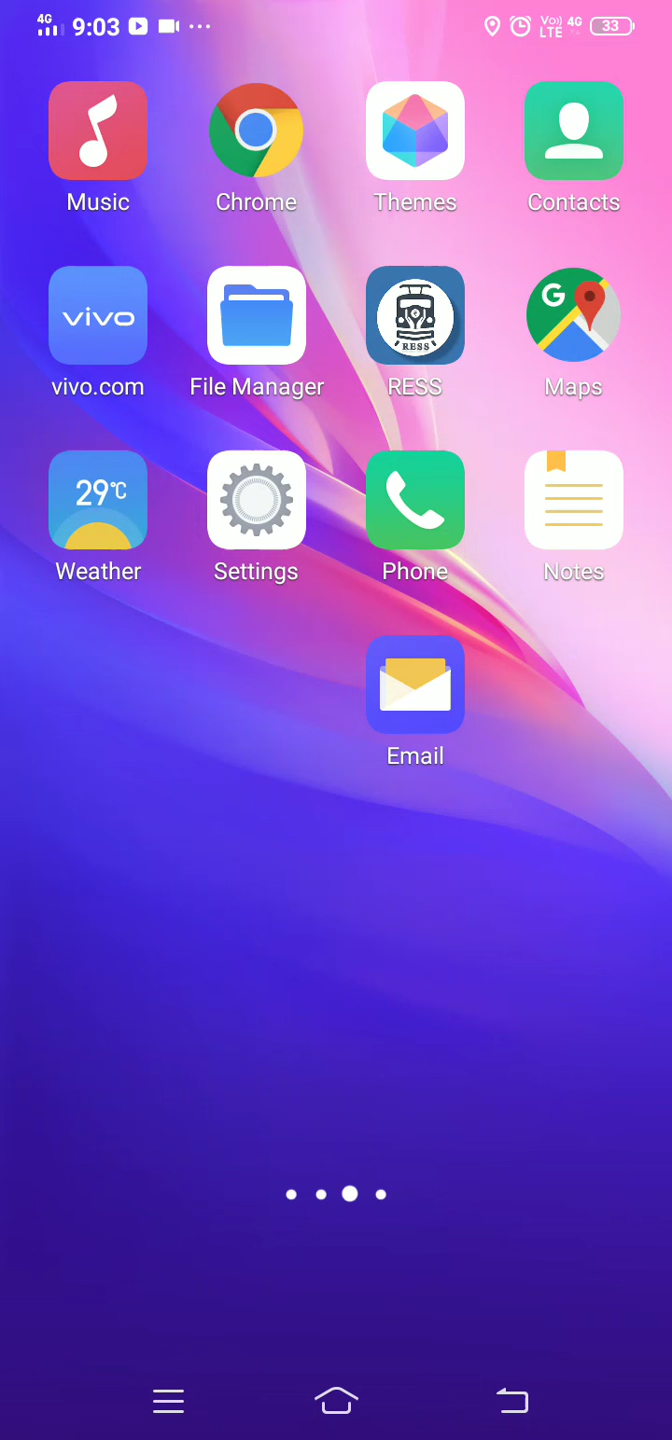 4G 9:03 Vo)) LTE 4G 33
Music Chrome Themes Contacts
vivo
G
RESS
vivo.com File Manager RESS Maps
29°C
Weather Settings Phone Notes
Email